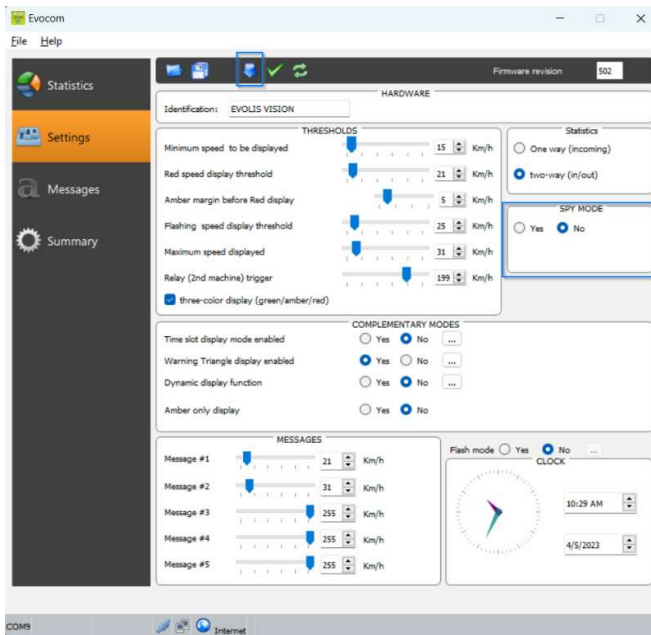 Evocom
File Help
Statistics
Settings
Messages
Summary
Firmware revision 502
HARDWARE
Identification: EVOLIS VISION
THRESHOLDS
Minimum speed to be displayed 15 Km/h
Red speed display threshold 21 Km/h
Amber margin before Red display 5 Km/h
Flashing speed display threshold 25 Km/h
Maximum speed displayed 31 Km/h
Relay (2nd machine) trigger 199 Km/h
three-color display (green/amber/red)
Statistics
One way (incoming)
two-way (in/out)
SPY MODE
Yes No
COMPLEMENTARY MODES
Time slot display mode enabled Yes No ...
Warning Triangle display enabled Yes No ...
Dynamic display function Yes No ...
Amber only display Yes No
MESSAGES
Message #1 21 Km/h
Message #2 31 Km/h
Message #3 255 Km/h
Message #4 255 Km/h
Message #5 255 Km/h
Flash mode Yes No ...
CLOCK
10:29 AM
4/5/2023
COM9 Internet